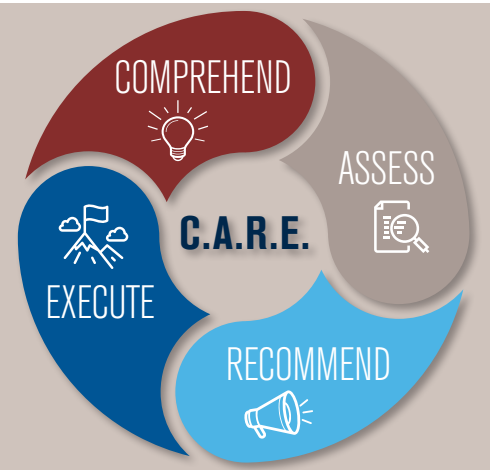 COMPREHEND
ASSESS
C.A.R.E.
EXECUTE
RECOMMEND